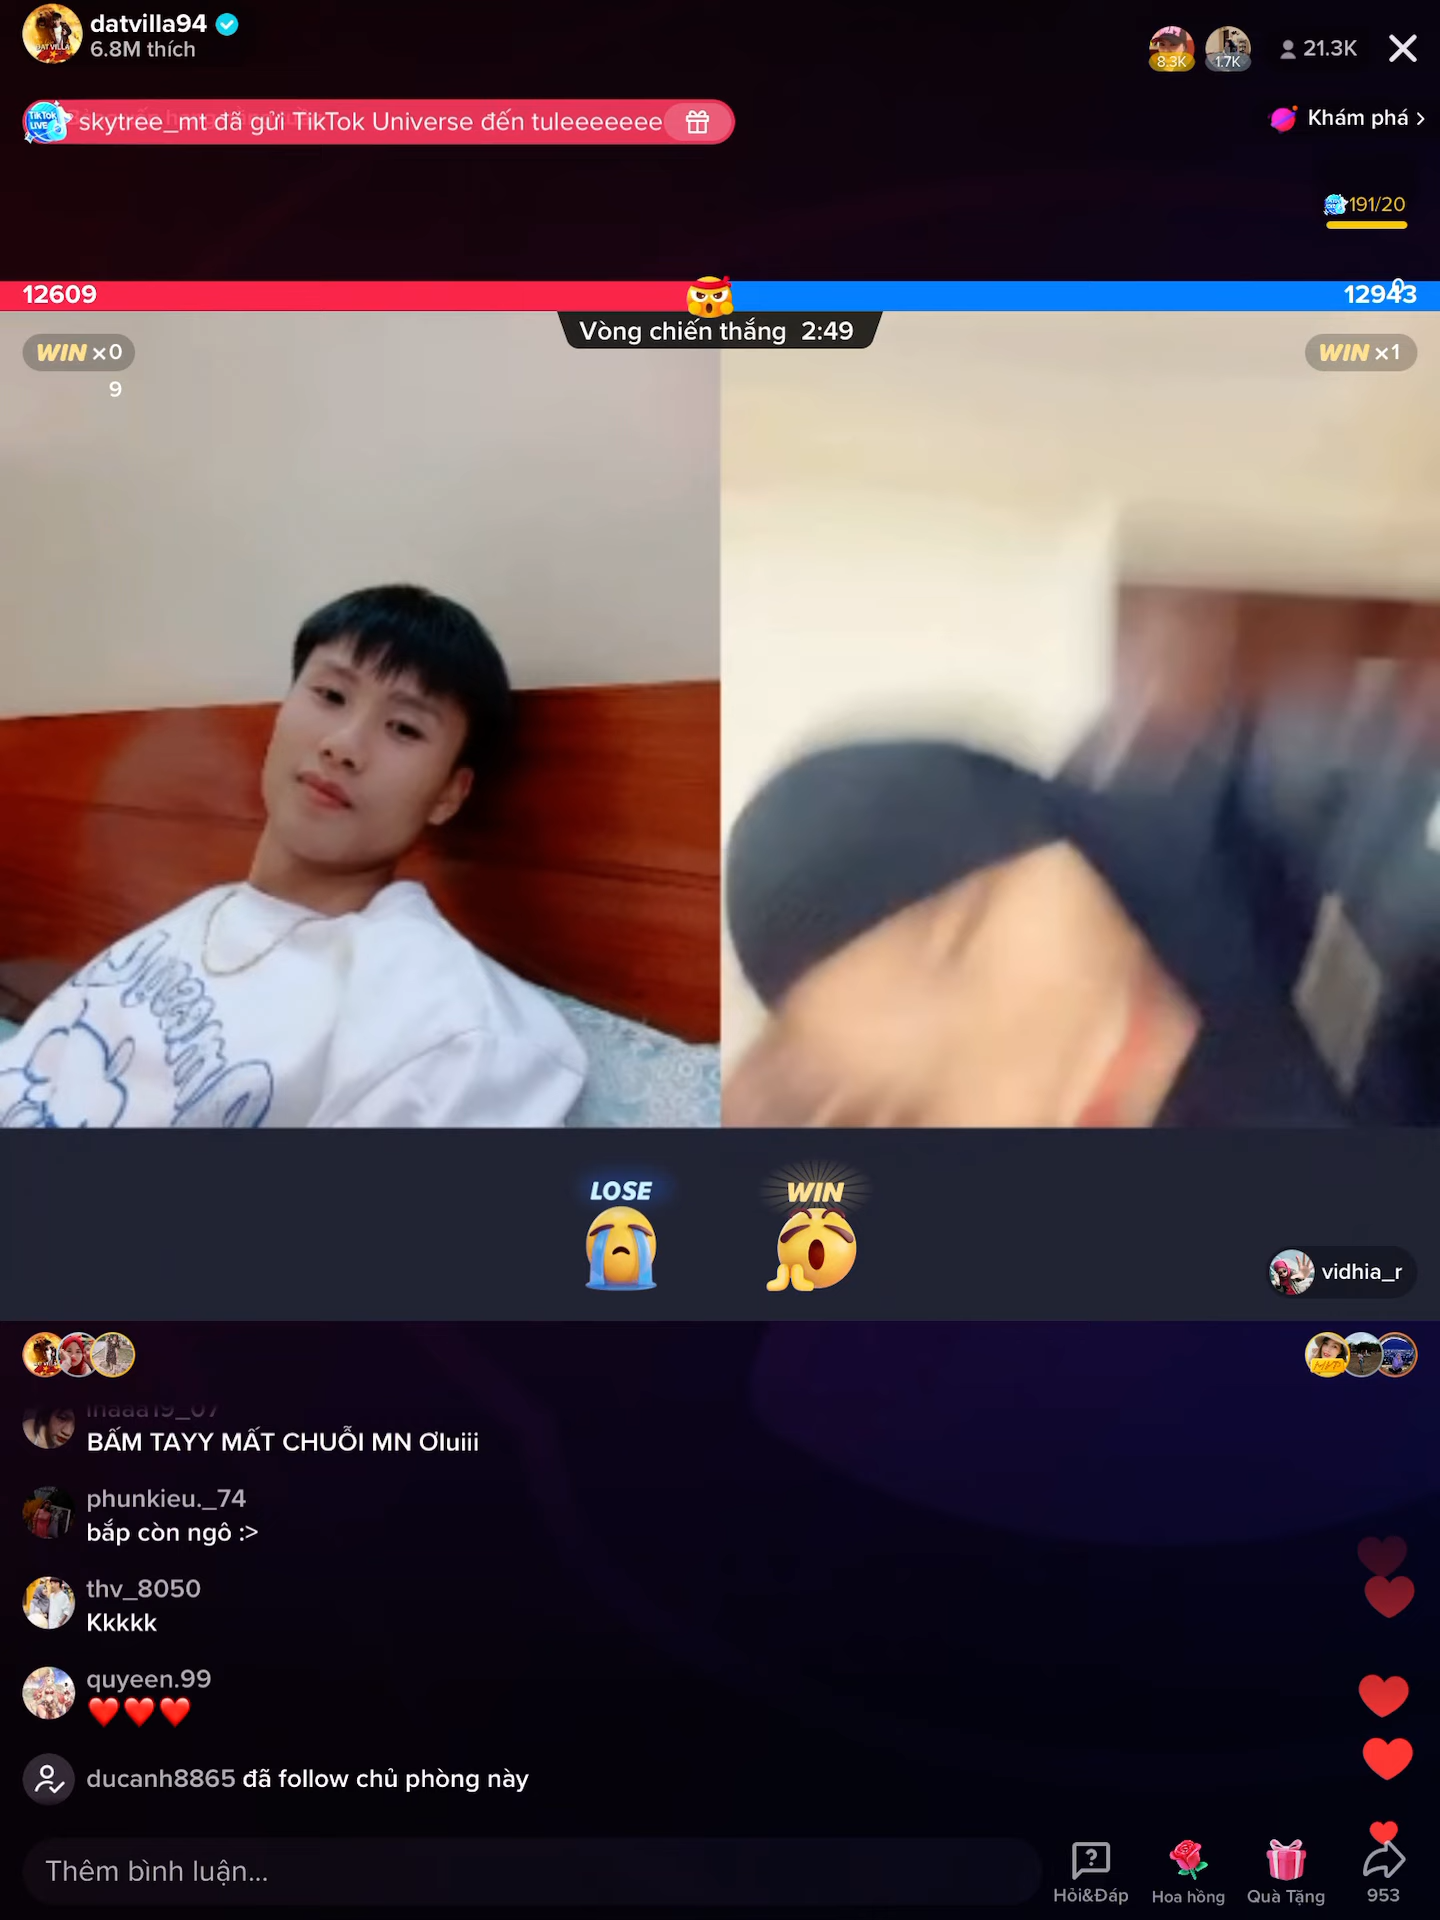 datvilla94
6.8M thích
8.3K
1.7K
21.3K
skytree_mt đã gửi TikTok Universe đến tuleeeeeee
Khám phá
191/20
12609
12943
Vòng chiến thắng 2:49
WIN x0
WIN x1
9
LOSE
WIN
vidhia_r
MVP
BẤM TAYY MẤT CHUỖI MN ƠIuiii
phunkieu._74
bắp còn ngô :>
thv_8050
Kkkkk
quyeen.99
❤️❤️❤️
ducanh8865 đã follow chủ phòng này
Thêm bình luận...
Hỏi&Đáp
Hoa hồng
Quà Tặng
953